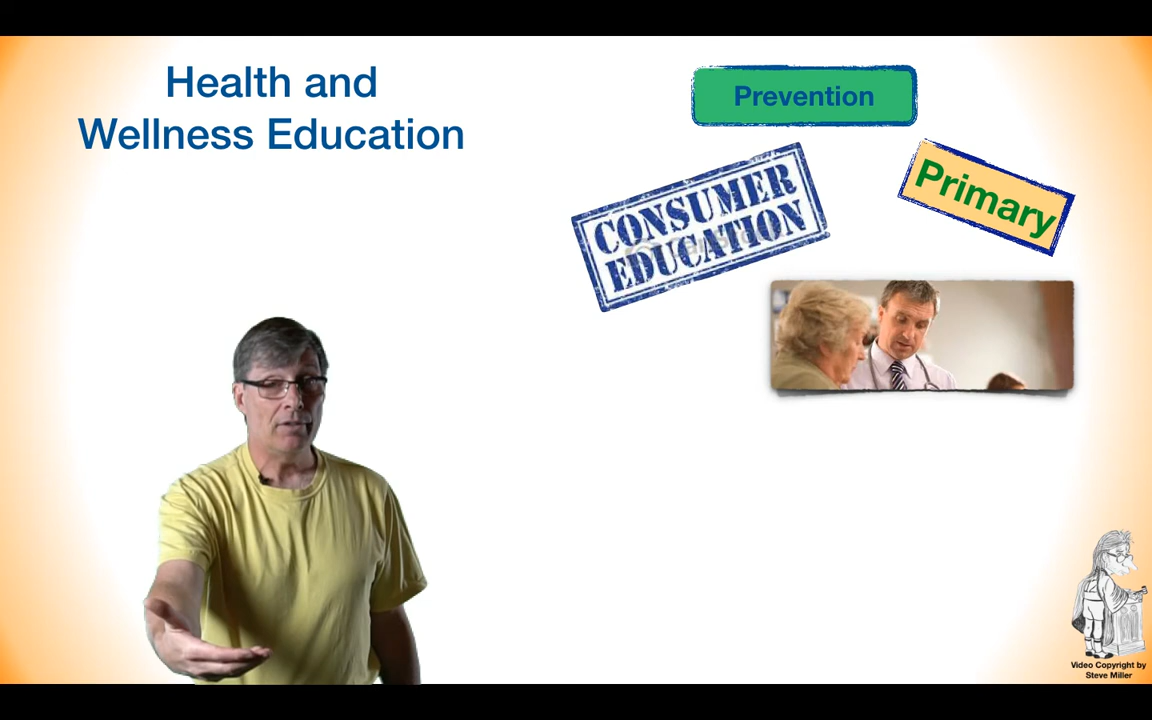 Health and
Wellness Education
Prevention
CONSUMER
EDUCATION
Primary
Video Copyright by
Steve Miller